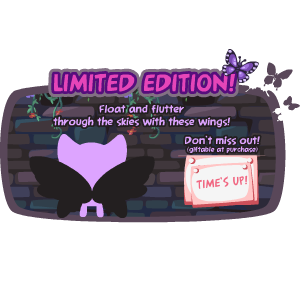 LIMITED EDITION!
Float and flutter
through the skies with these wings!
Don't miss out!
(giftable at purchase)
TIME'S UP!